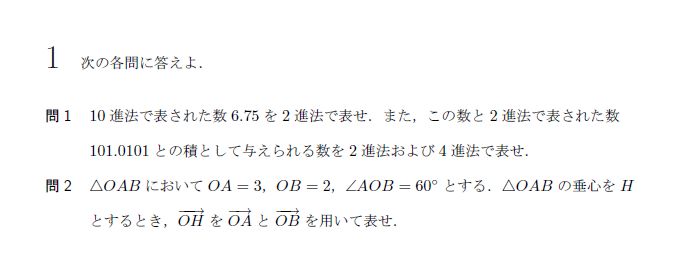 1 次の各問に答えよ.
問 1 10 進法で表された数 6.75 を 2 進法で表せ. また, この数と 2 進法で表された数
101.0101 との積として与えられる数を 2 進法および 4 進法で表せ.
問 2 △OAB において OA = 3, OB = 2, ∠AOB = 60° とする. △OAB の垂心を H
とするとき, $\overrightarrow{OH}$ を $\overrightarrow{OA}$ と $\overrightarrow{OB}$ を用いて表せ.